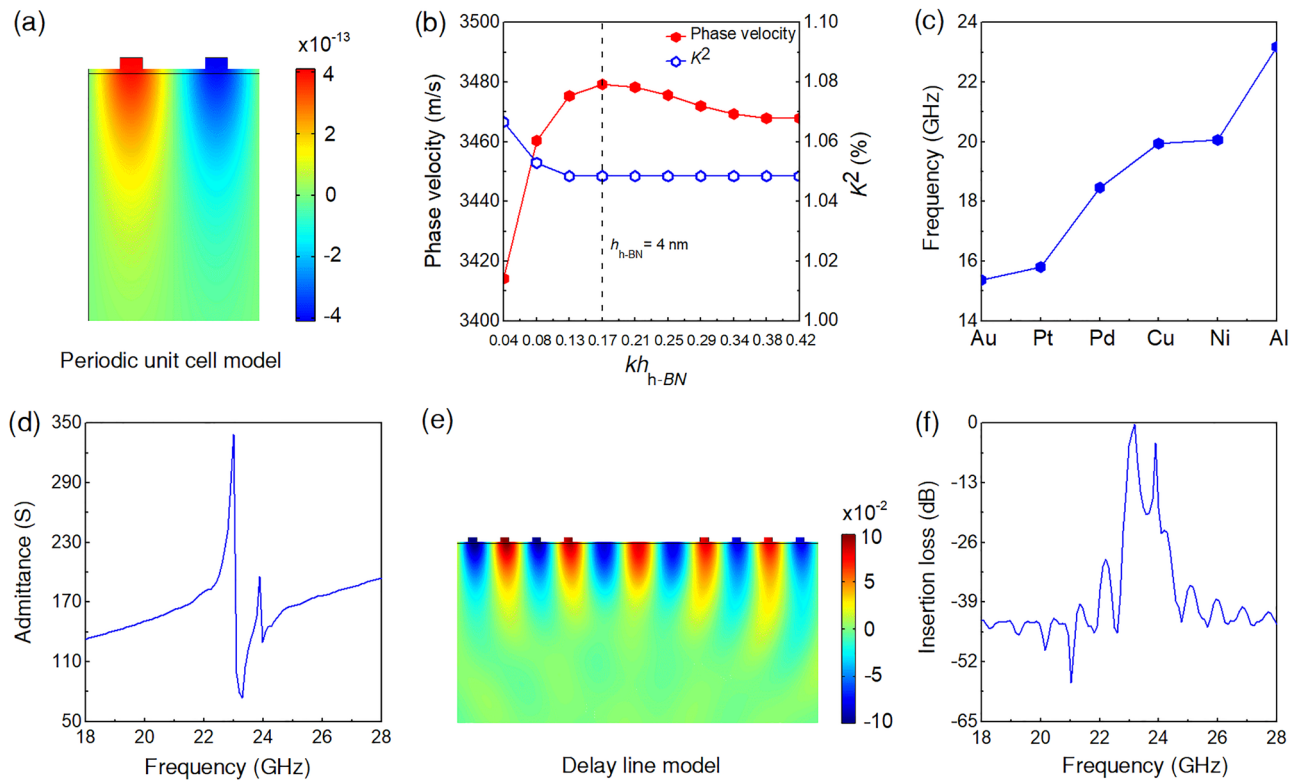 (a)
x10⁻¹³
4
2
0
-2
-4
Periodic unit cell model
(b)
3500
3480
3460
3440
3420
3400
Phase velocity (m/s)
Phase velocity
K²
h h-BN = 4 nm
1.10
1.08
1.06
1.04
1.02
1.00
K² (%)
0.04 0.08 0.13 0.17 0.21 0.25 0.29 0.34 0.38 0.42
kh h-BN
(c)
24
22
20
18
16
14
Frequency (GHz)
Au Pt Pd Cu Ni Al
(d)
350
290
230
170
110
50
Admittance (S)
18 20 22 24 26 28
Frequency (GHz)
(e)
x10⁻²
10
5
0
-5
-10
Delay line model
(f)
0
-13
-26
-39
-52
-65
Insertion loss (dB)
18 20 22 24 26 28
Frequency (GHz)